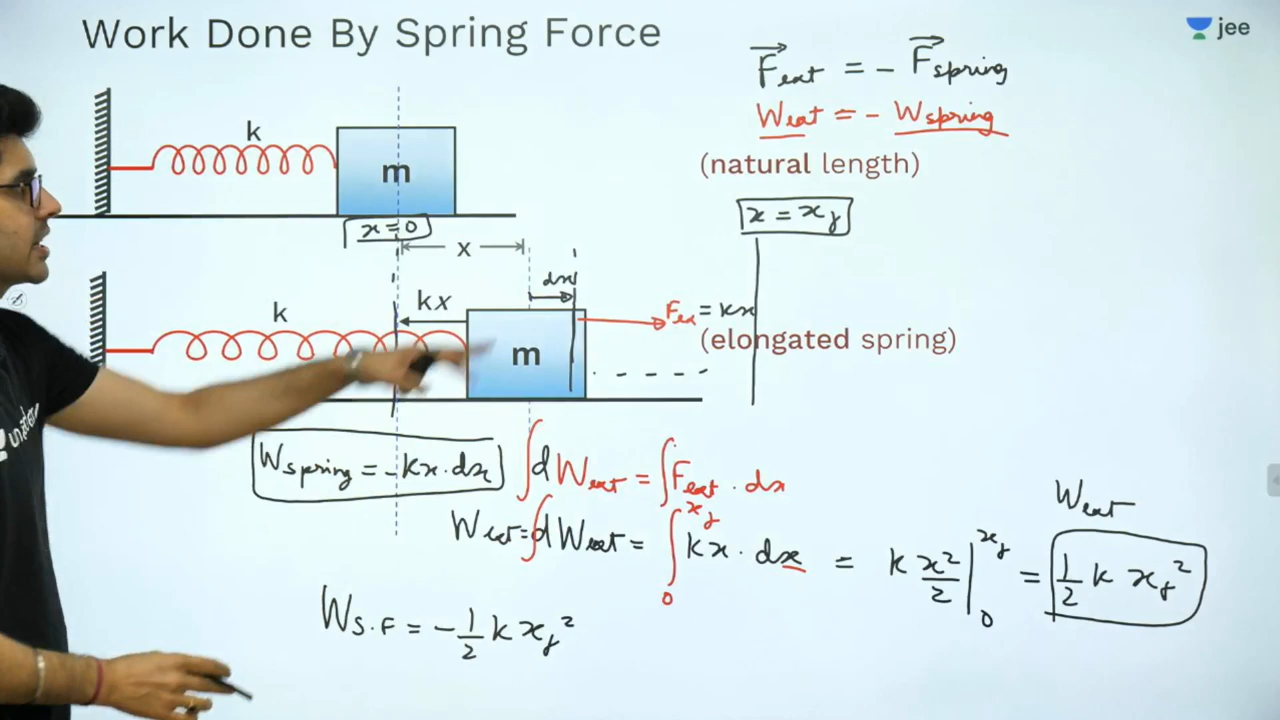 Work Done By Spring Force
jee
F⃗ext = - F⃗spring
Wext = - Wspring
k
m
(natural length)
x = xf
x=0
x
dx
kx
k
Fex = kx
m
(elongated spring)
Wspring = -kx·dx
∫dWext = ∫Fext · dx
Wext = ∫dWext = ∫₀^xf kx · dx = k x²/2 |₀^xf = 1/2 k xf²
Wext
WS.F = -1/2 k xf²